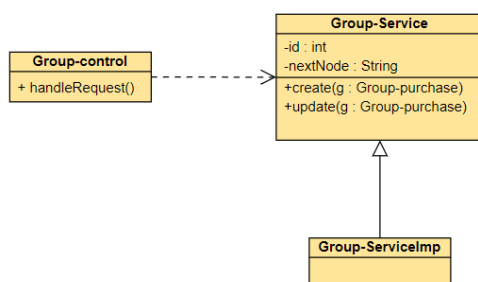 Group-control
+ handleRequest()
Group-Service
-id : int
-nextNode : String
+create(g : Group-purchase)
+update(g : Group-purchase)
Group-ServiceImp